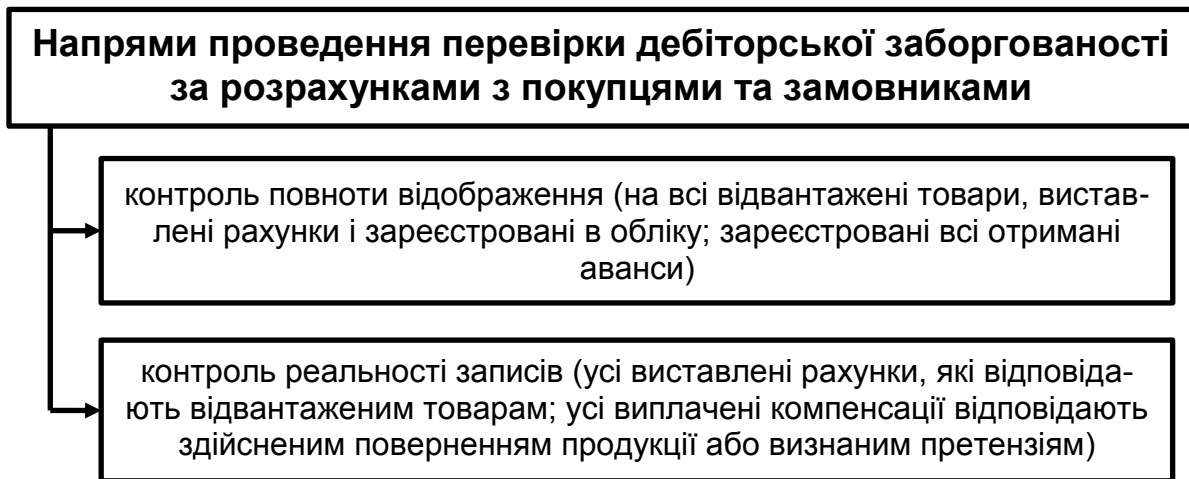 Напрями проведення перевірки дебіторської заборгованості
за розрахунками з покупцями та замовниками
контроль повноти відображення (на всі відвантажені товари, вистав-
лені рахунки і зареєстровані в обліку; зареєстровані всі отримані
аванси)
контроль реальності записів (усі виставлені рахунки, які відповіда-
ють відвантаженим товарам; усі виплачені компенсації відповідають
здійсненим поверненням продукції або визнаним претензіям)